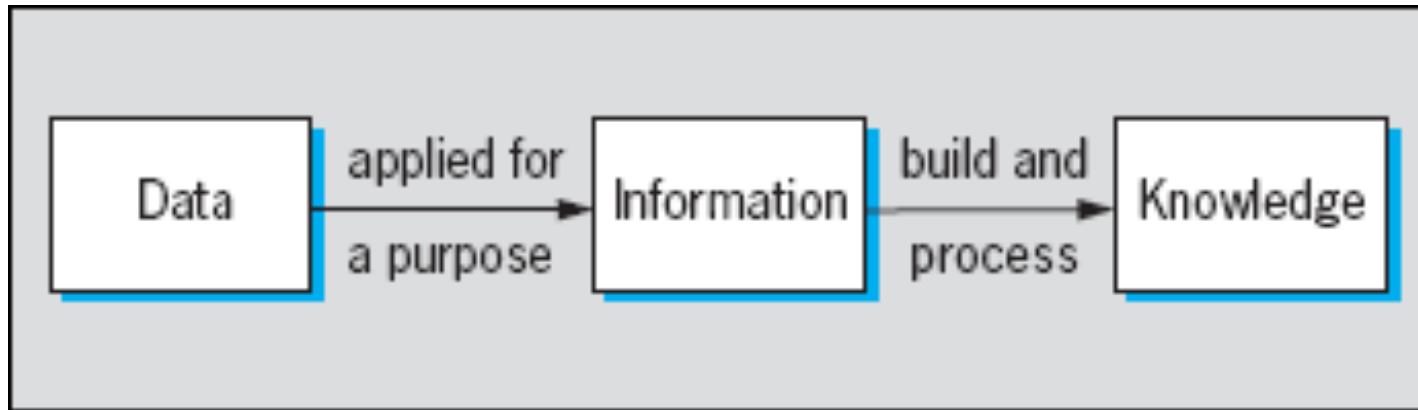 Data
applied for
a purpose
Information
build and
process
Knowledge